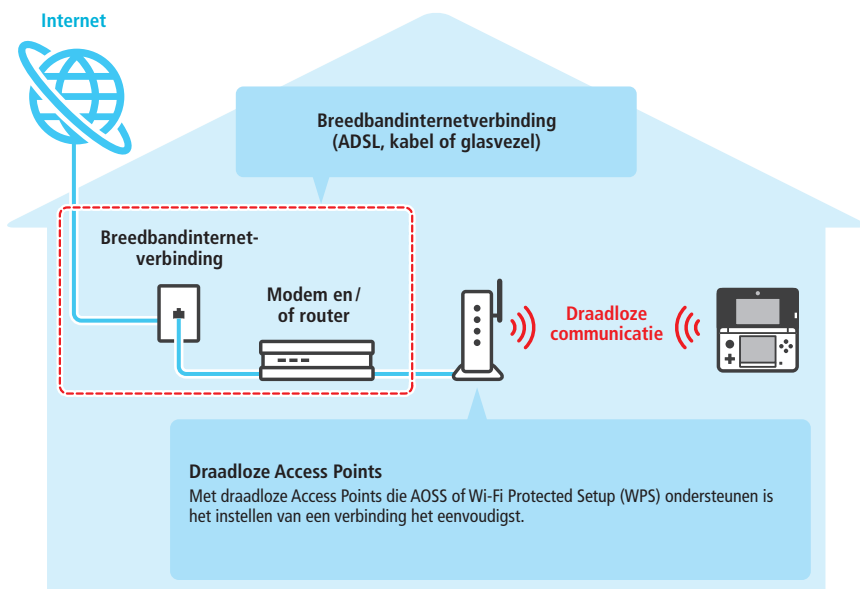 Internet
Breedbandinternetverbinding
(ADSL, kabel of glasvezel)
Breedbandinternet-
verbinding
Modem en/
of router
Draadloze
communicatie
Draadloze Access Points
Met draadloze Access Points die AOSS of Wi-Fi Protected Setup (WPS) ondersteunen is
het instellen van een verbinding het eenvoudigst.